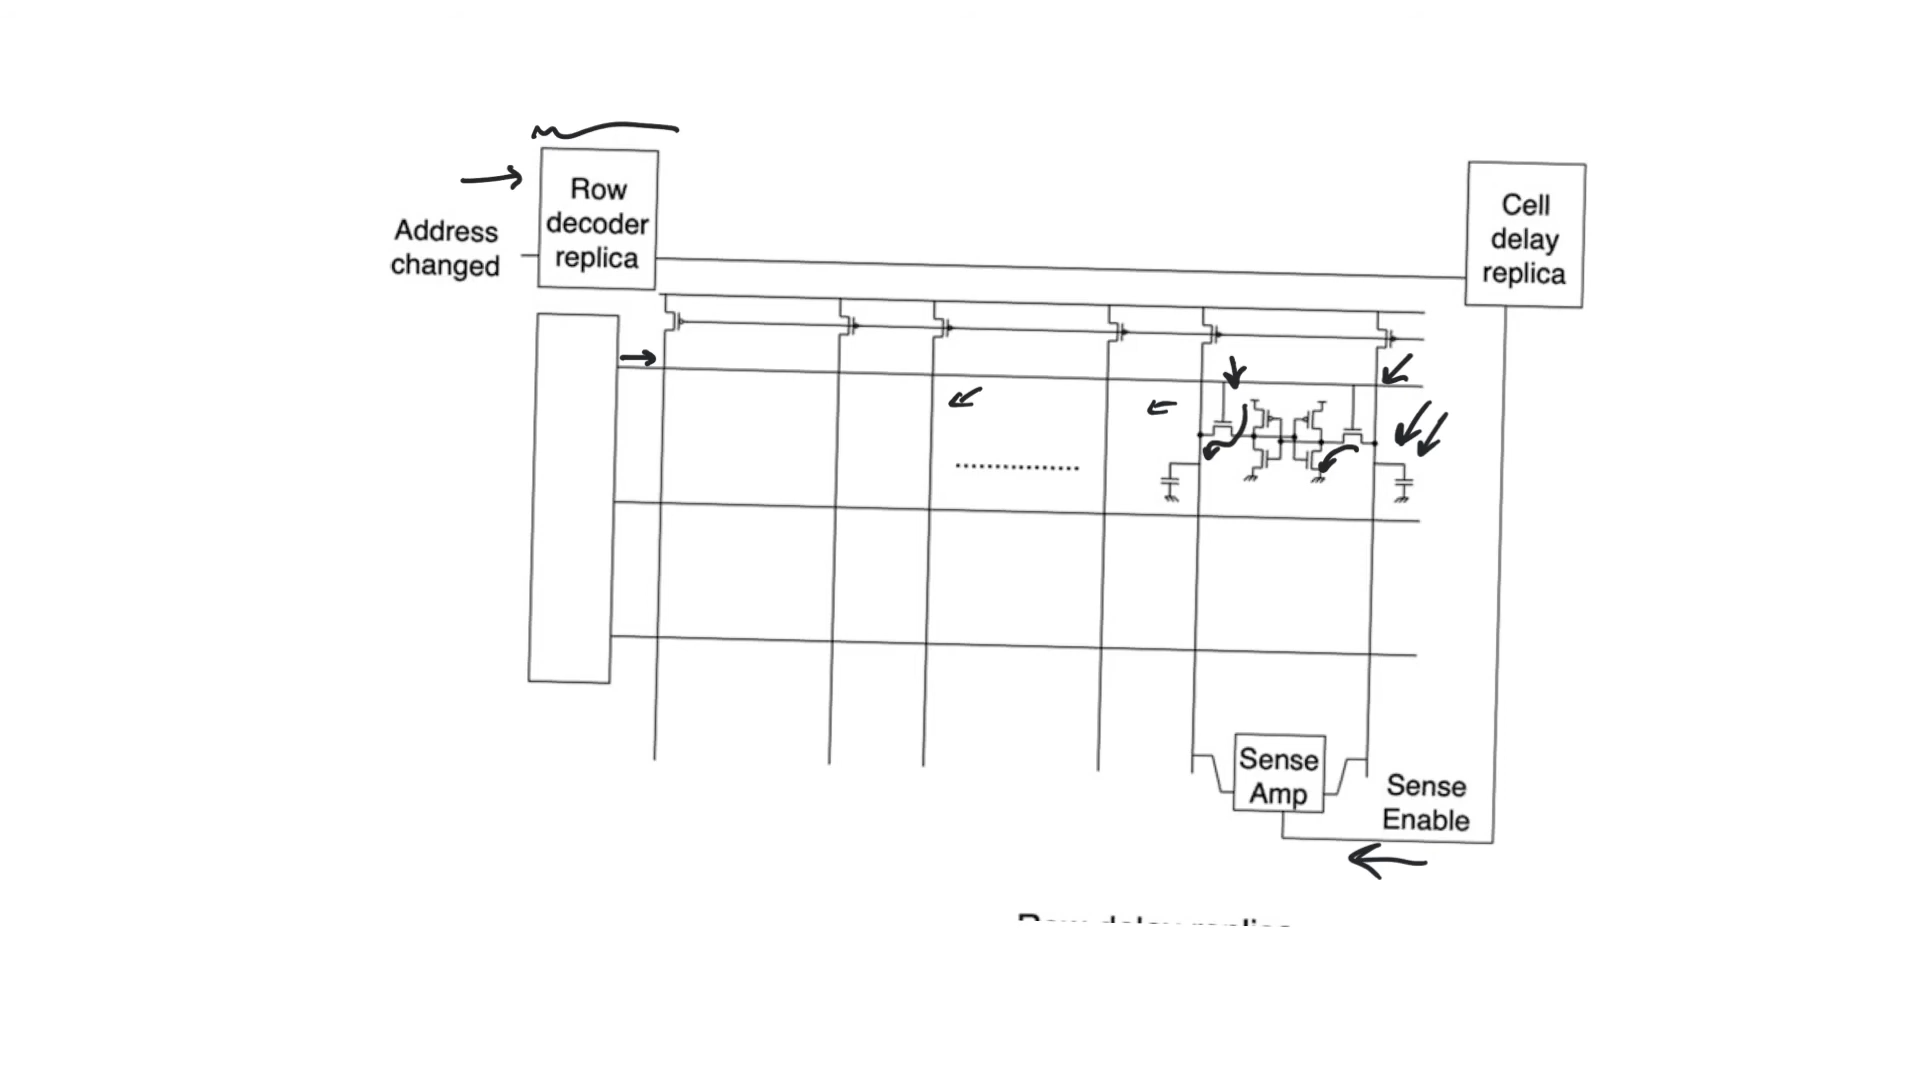 Row
decoder
replica
Address
changed
Cell
delay
replica
Sense
Amp
Sense
Enable